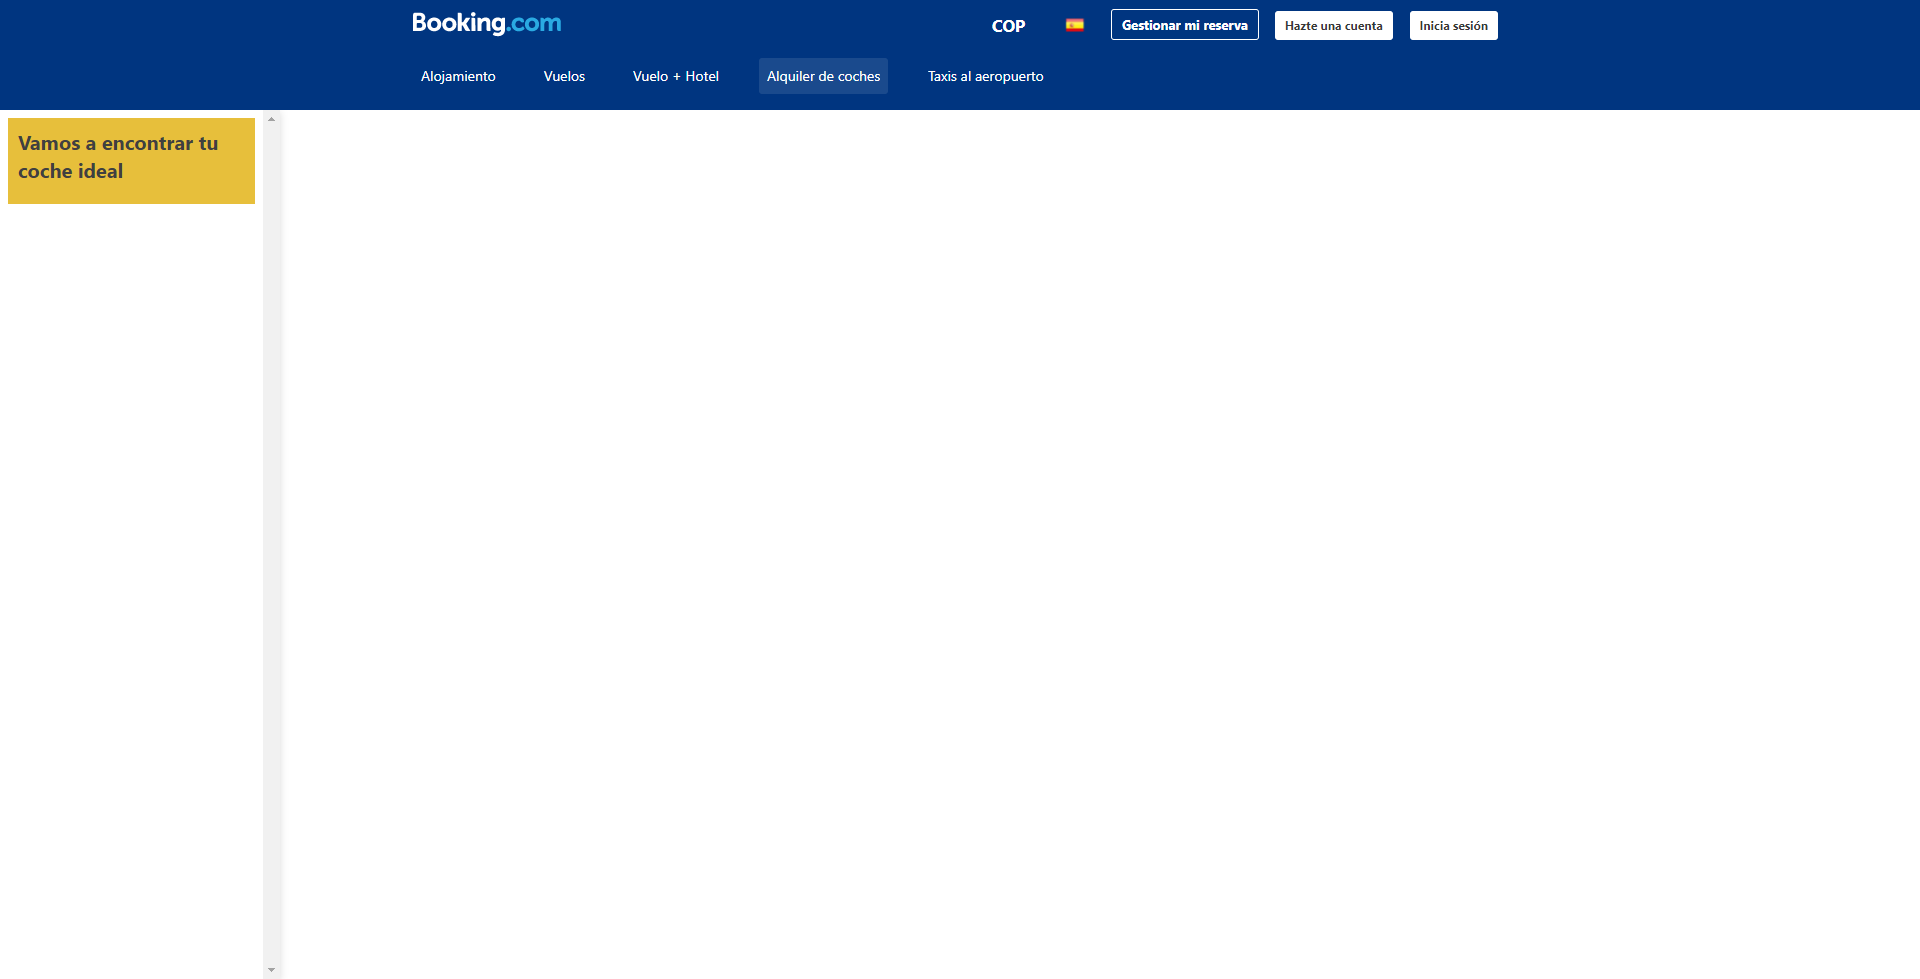 Booking.com
COP
Gestionar mi reserva
Hazte una cuenta
Inicia sesión
Alojamiento
Vuelos
Vuelo + Hotel
Alquiler de coches
Taxis al aeropuerto
Vamos a encontrar tu
coche ideal